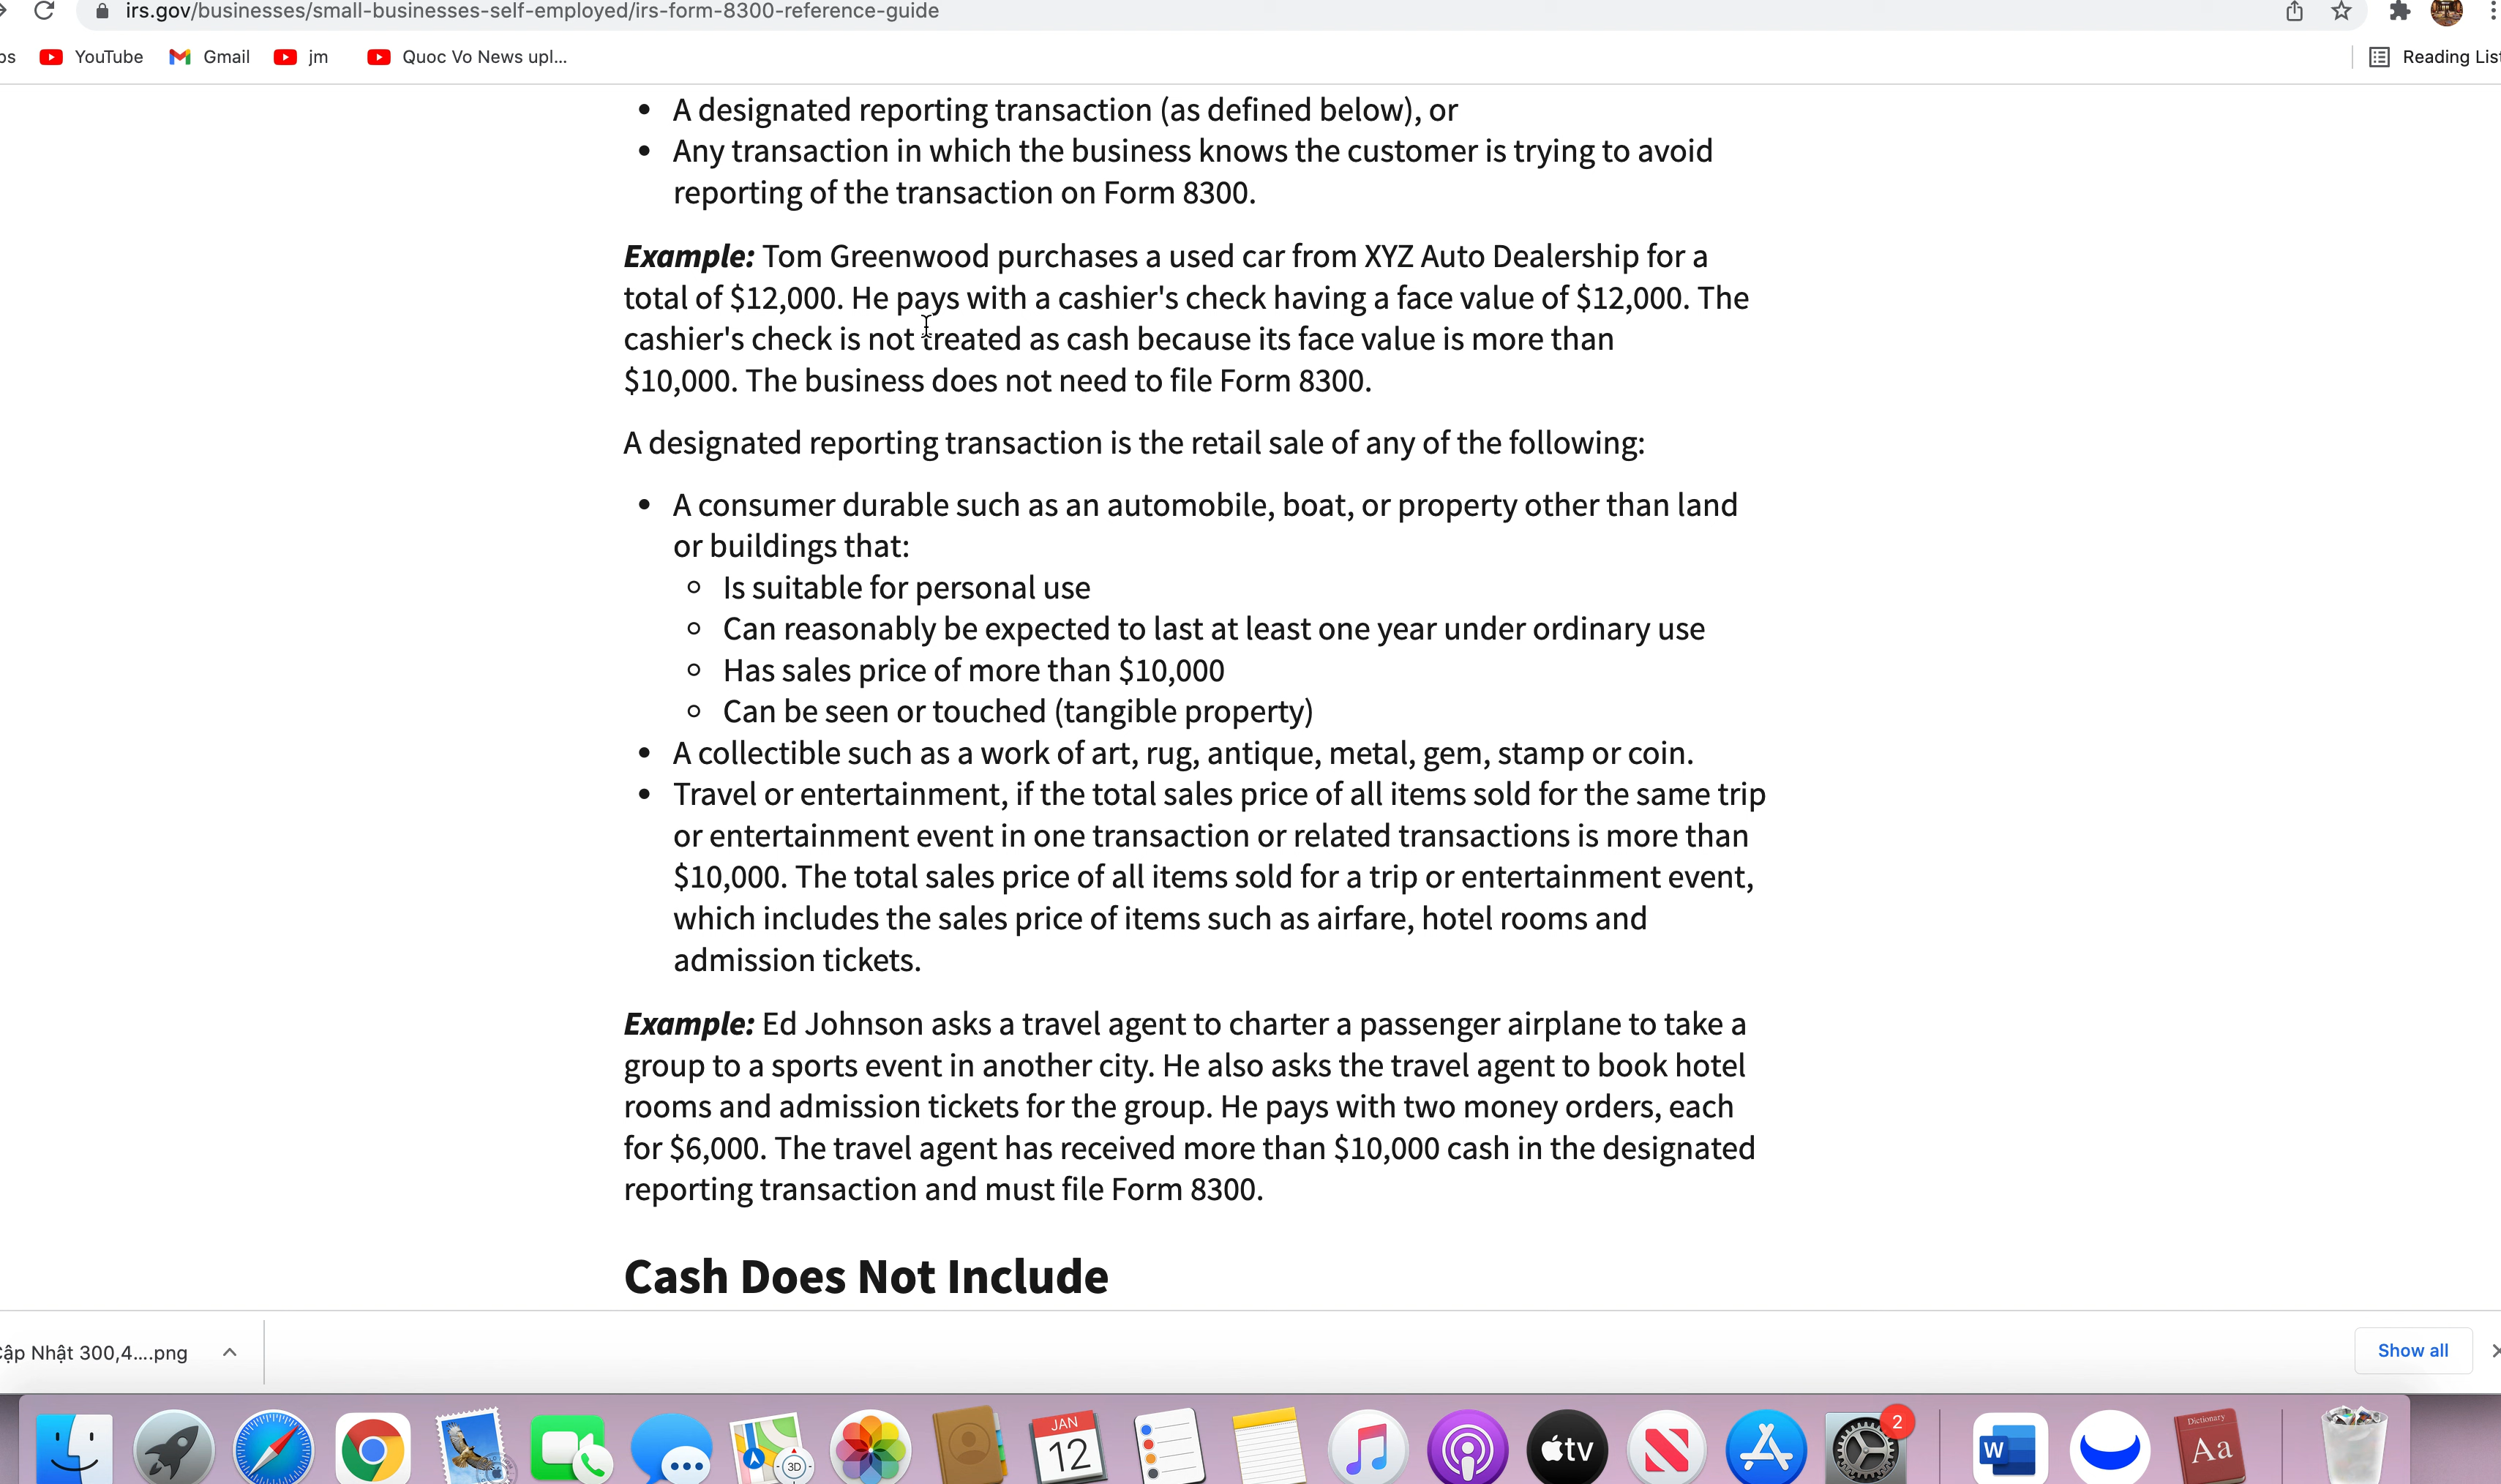 irs.gov/businesses/small-businesses-self-employed/irs-form-8300-reference-guide
YouTube
Gmail
jm
Quoc Vo News upl...
Reading List
• A designated reporting transaction (as defined below), or
• Any transaction in which the business knows the customer is trying to avoid
reporting of the transaction on Form 8300.
Example: Tom Greenwood purchases a used car from XYZ Auto Dealership for a
total of $12,000. He pays with a cashier's check having a face value of $12,000. The
cashier's check is not treated as cash because its face value is more than
$10,000. The business does not need to file Form 8300.
A designated reporting transaction is the retail sale of any of the following:
• A consumer durable such as an automobile, boat, or property other than land
or buildings that:
◦ Is suitable for personal use
◦ Can reasonably be expected to last at least one year under ordinary use
◦ Has sales price of more than $10,000
◦ Can be seen or touched (tangible property)
• A collectible such as a work of art, rug, antique, metal, gem, stamp or coin.
• Travel or entertainment, if the total sales price of all items sold for the same trip
or entertainment event in one transaction or related transactions is more than
$10,000. The total sales price of all items sold for a trip or entertainment event,
which includes the sales price of items such as airfare, hotel rooms and
admission tickets.
Example: Ed Johnson asks a travel agent to charter a passenger airplane to take a
group to a sports event in another city. He also asks the travel agent to book hotel
rooms and admission tickets for the group. He pays with two money orders, each
for $6,000. The travel agent has received more than $10,000 cash in the designated
reporting transaction and must file Form 8300.
Cash Does Not Include
Cập Nhật 300,4....png
Show all
JAN
12
3D
tv
2
W
Dictionary
Aa